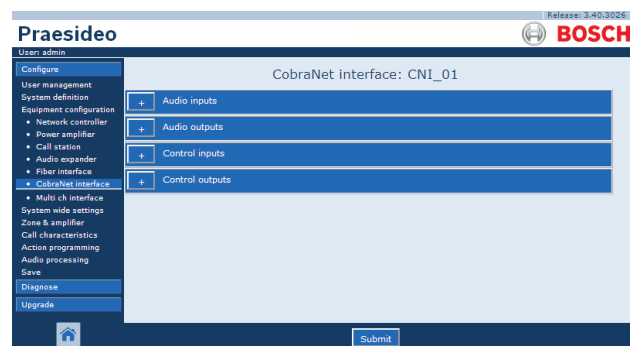 Release: 3.40.3026
Praesideo
BOSCH
User: admin
Configure
User management
System definition
Equipment configuration
• Network controller
• Power amplifier
• Call station
• Audio expander
• Fiber interface
• CobraNet interface
• Multi ch interface
System wide settings
Zone & amplifier
Call characteristics
Action programming
Audio processing
Save
Diagnose
Upgrade
CobraNet interface: CNI_01
+ Audio inputs
+ Audio outputs
+ Control inputs
+ Control outputs
Submit